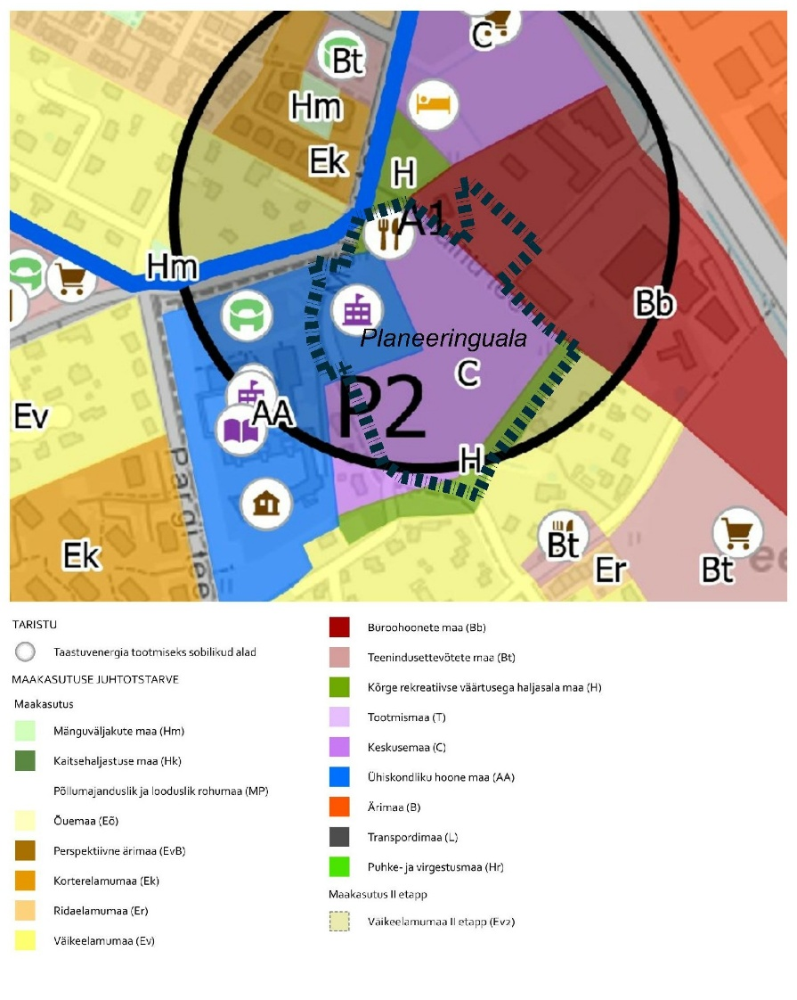 C
Bt
Hm
Ek
H
A1
Hm
Bb
Planeeringuala
C
P2
AA
Ev
H
Pargi tee
Ek
Bt
Er
Bt
TARISTU
Taastuvenergia tootmiseks sobilikud alad
MAAKASUTUSE JUHTOTSTARVE
Maakasutus
Mänguväljakute maa (Hm)
Kaitsehaljastuse maa (Hk)
Põllumajanduslik ja looduslik rohumaa (MP)
Õuemaa (Eõ)
Perspektiivne ärimaa (EvB)
Korterelamumaa (Ek)
Ridaelamumaa (Er)
Väikeelamumaa (Ev)
Büroohoonete maa (Bb)
Teenindusettevõtete maa (Bt)
Kõrge rekreatiivse väärtusega haljasala maa (H)
Tootmismaa (T)
Keskusemaa (C)
Ühiskondliku hoone maa (AA)
Ärimaa (B)
Transpordimaa (L)
Puhke- ja virgestusmaa (Hr)
Maakasutus II etapp
Väikeelamumaa II etapp (Ev2)